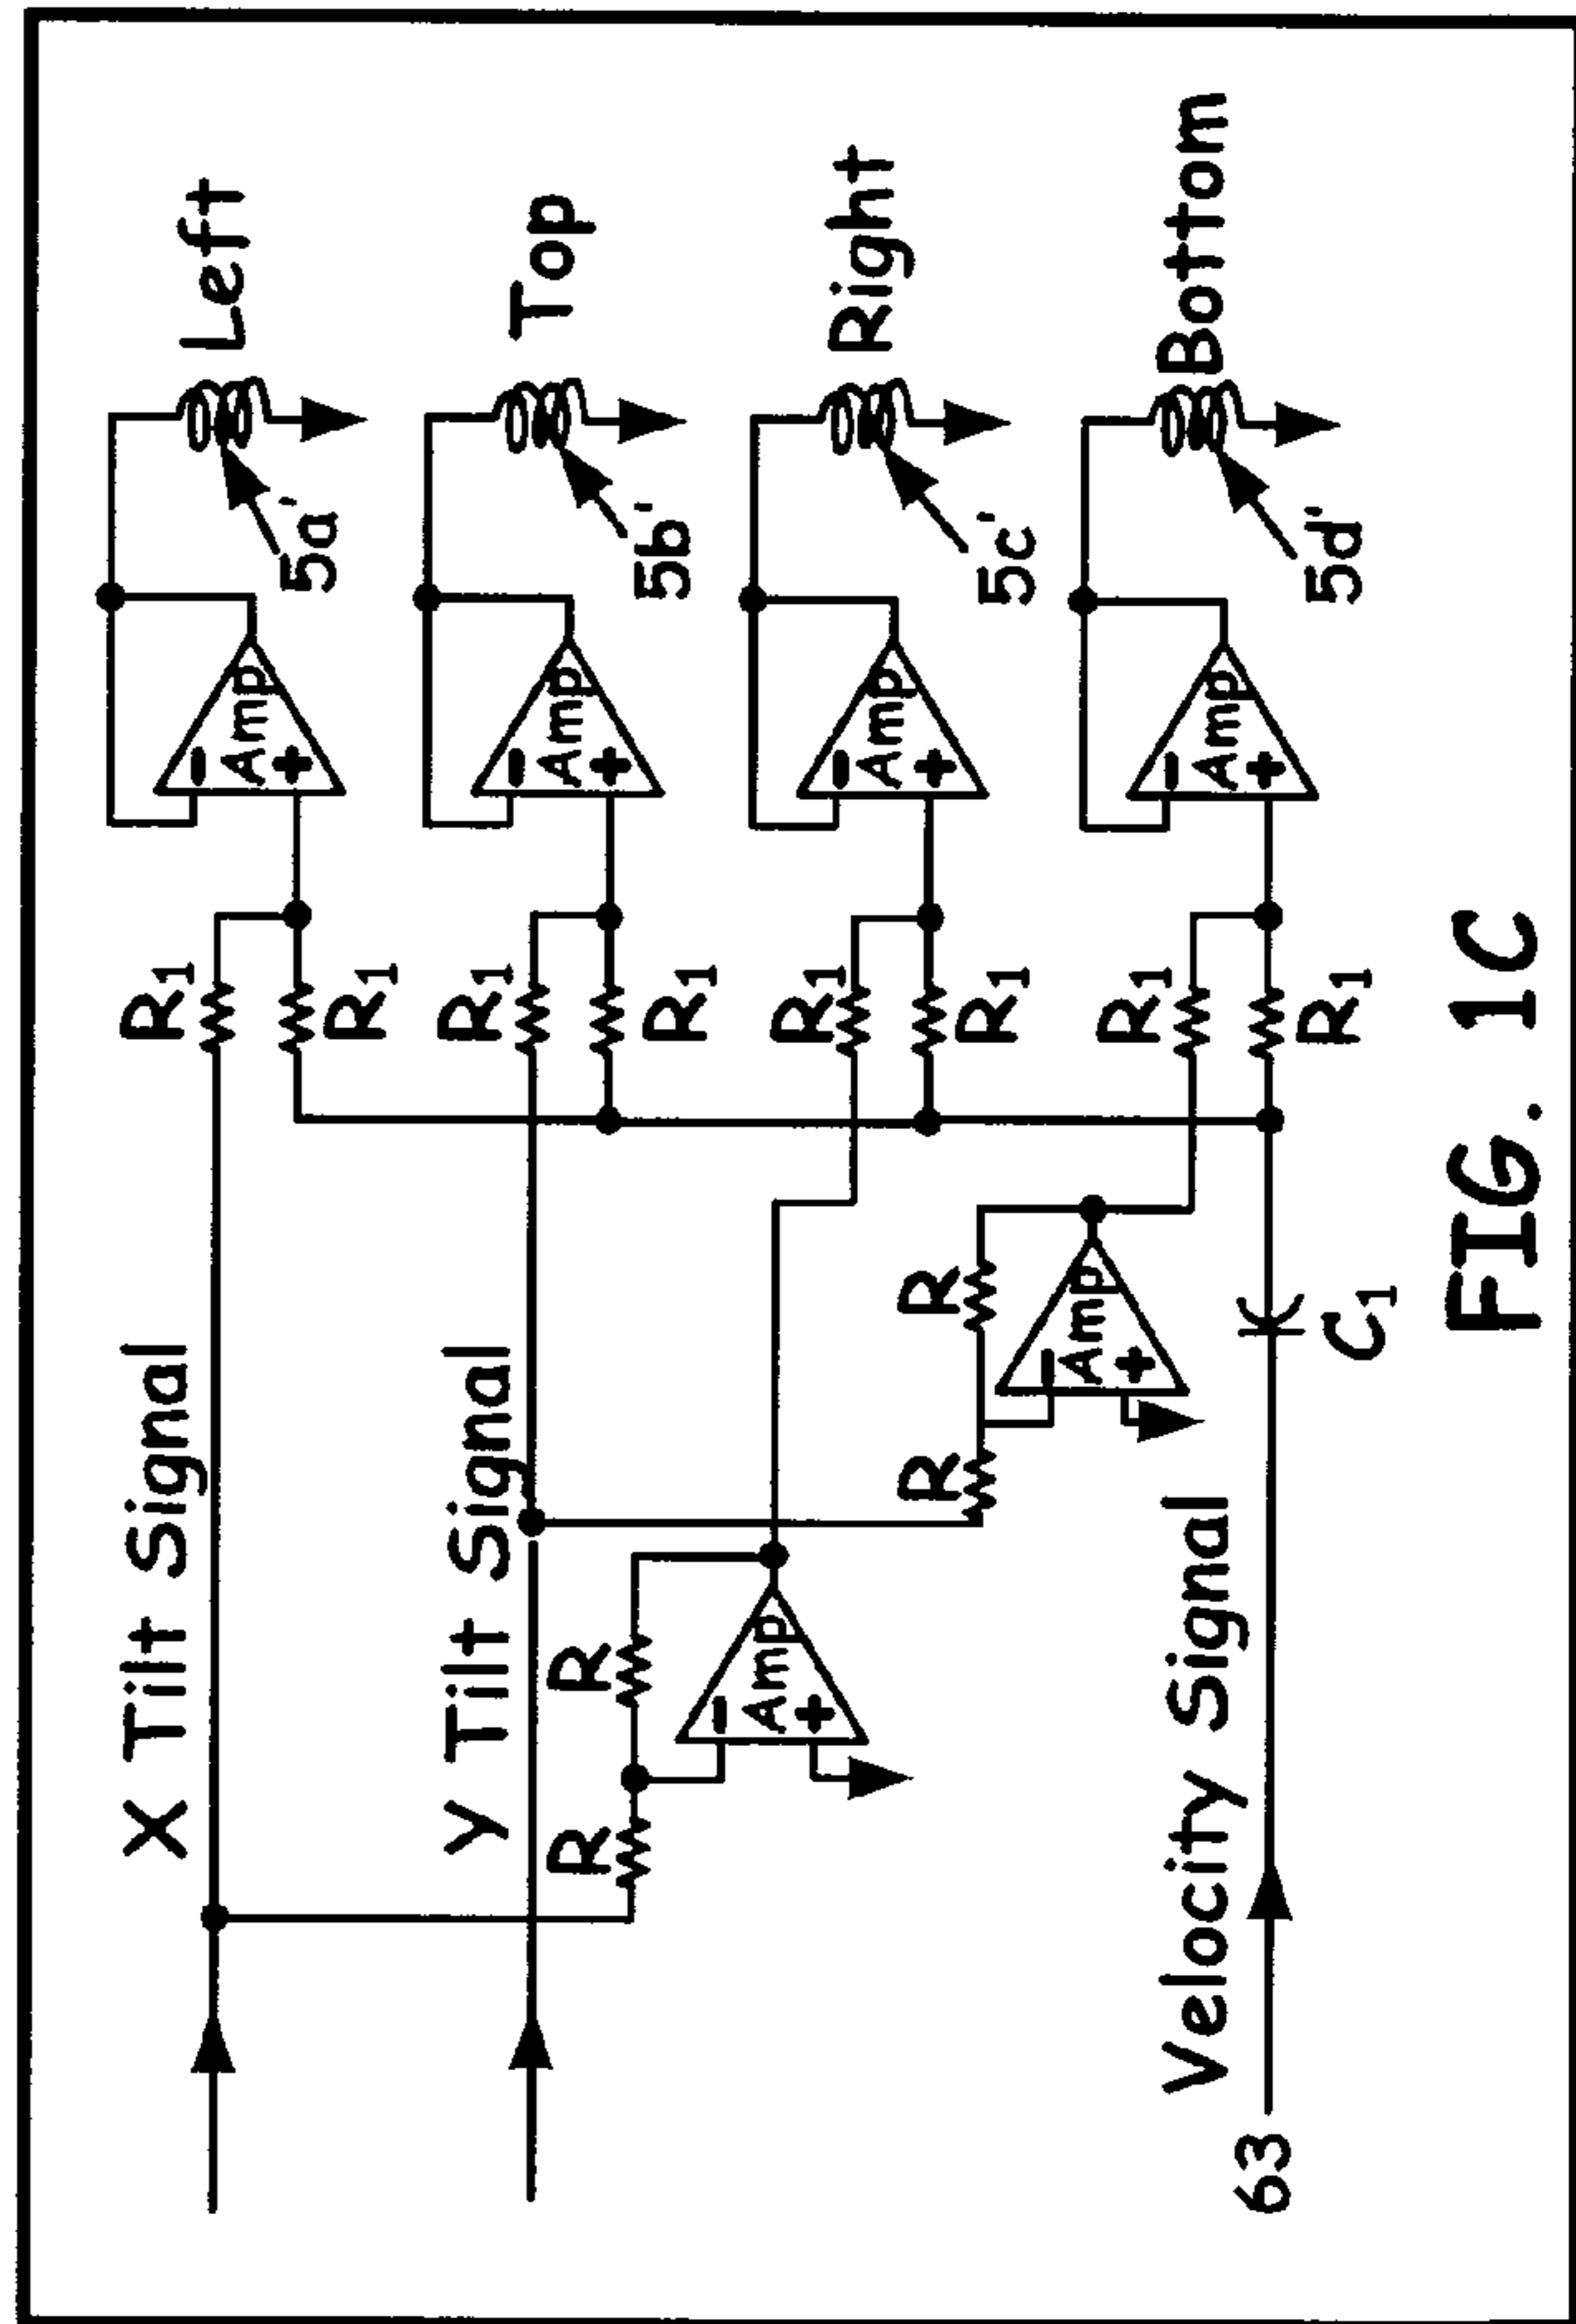 X Tilt Signal
R1
Left
R1
Amp
- +
5a'
Y Tilt Signal
R1
Top
R1
Amp
- +
5b'
R
R
Amp
- +
R1
Right
R1
Amp
- +
5c'
R
R
Amp
- +
R1
Bottom
R1
Amp
- +
5d'
Velocity Signal
63
C1
FIG. 1C